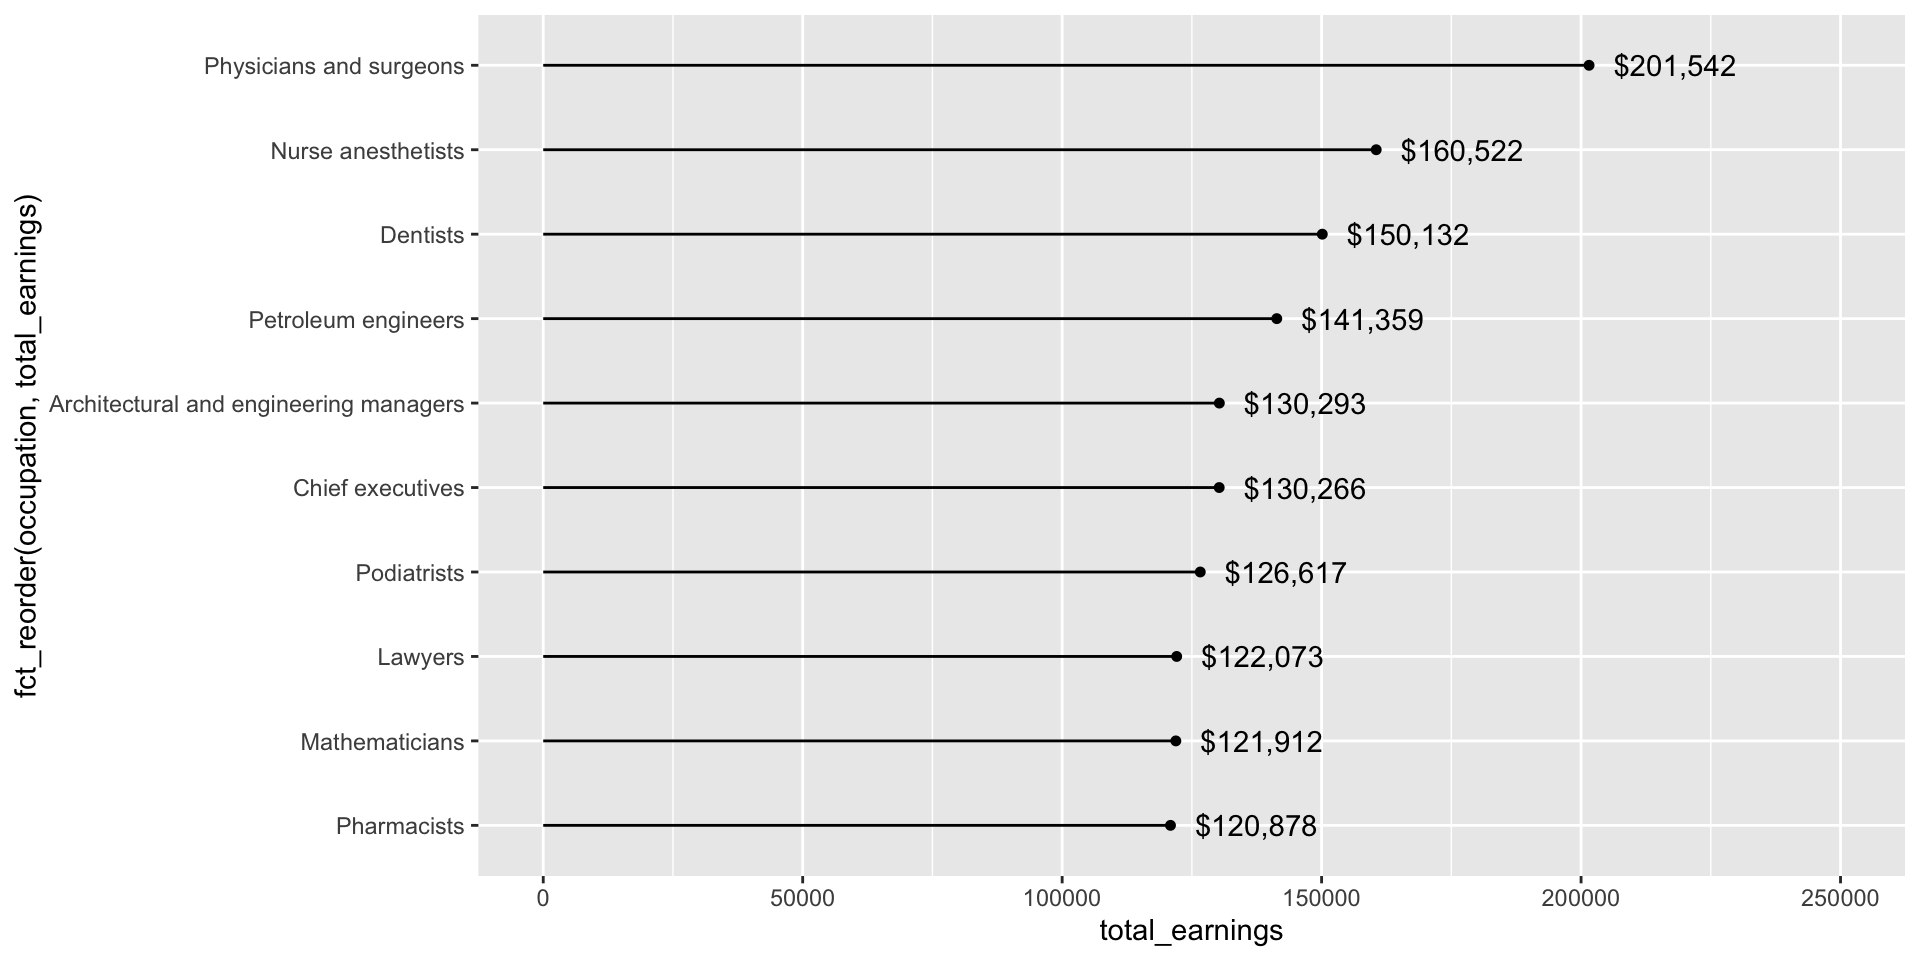 fct_reorder(occupation, total_earnings)
Physicians and surgeons $201,542
Nurse anesthetists $160,522
Dentists $150,132
Petroleum engineers $141,359
Architectural and engineering managers $130,293
Chief executives $130,266
Podiatrists $126,617
Lawyers $122,073
Mathematicians $121,912
Pharmacists $120,878
0 50000 100000 150000 200000 250000
total_earnings